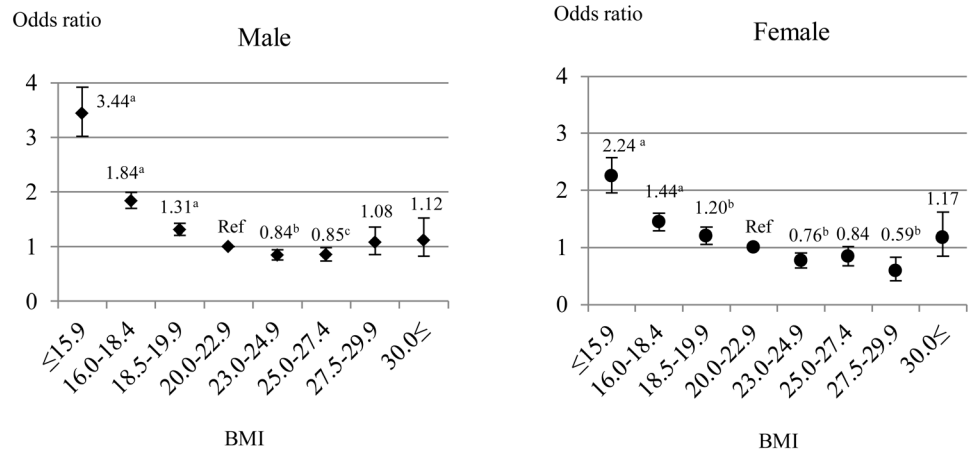 Odds ratio
Male
4
3
2
1
0
3.44ᵃ
1.84ᵃ
1.31ᵃ
Ref
0.84ᵇ
0.85ᶜ
1.08
1.12
≤15.9
16.0-18.4
18.5-19.9
20.0-22.9
23.0-24.9
25.0-27.4
27.5-29.9
30.0≤
BMI
Odds ratio
Female
4
3
2
1
0
2.24 ᵃ
1.44ᵃ
1.20ᵇ
Ref
0.76ᵇ
0.84
0.59ᵇ
1.17
≤15.9
16.0-18.4
18.5-19.9
20.0-22.9
23.0-24.9
25.0-27.4
27.5-29.9
30.0≤
BMI